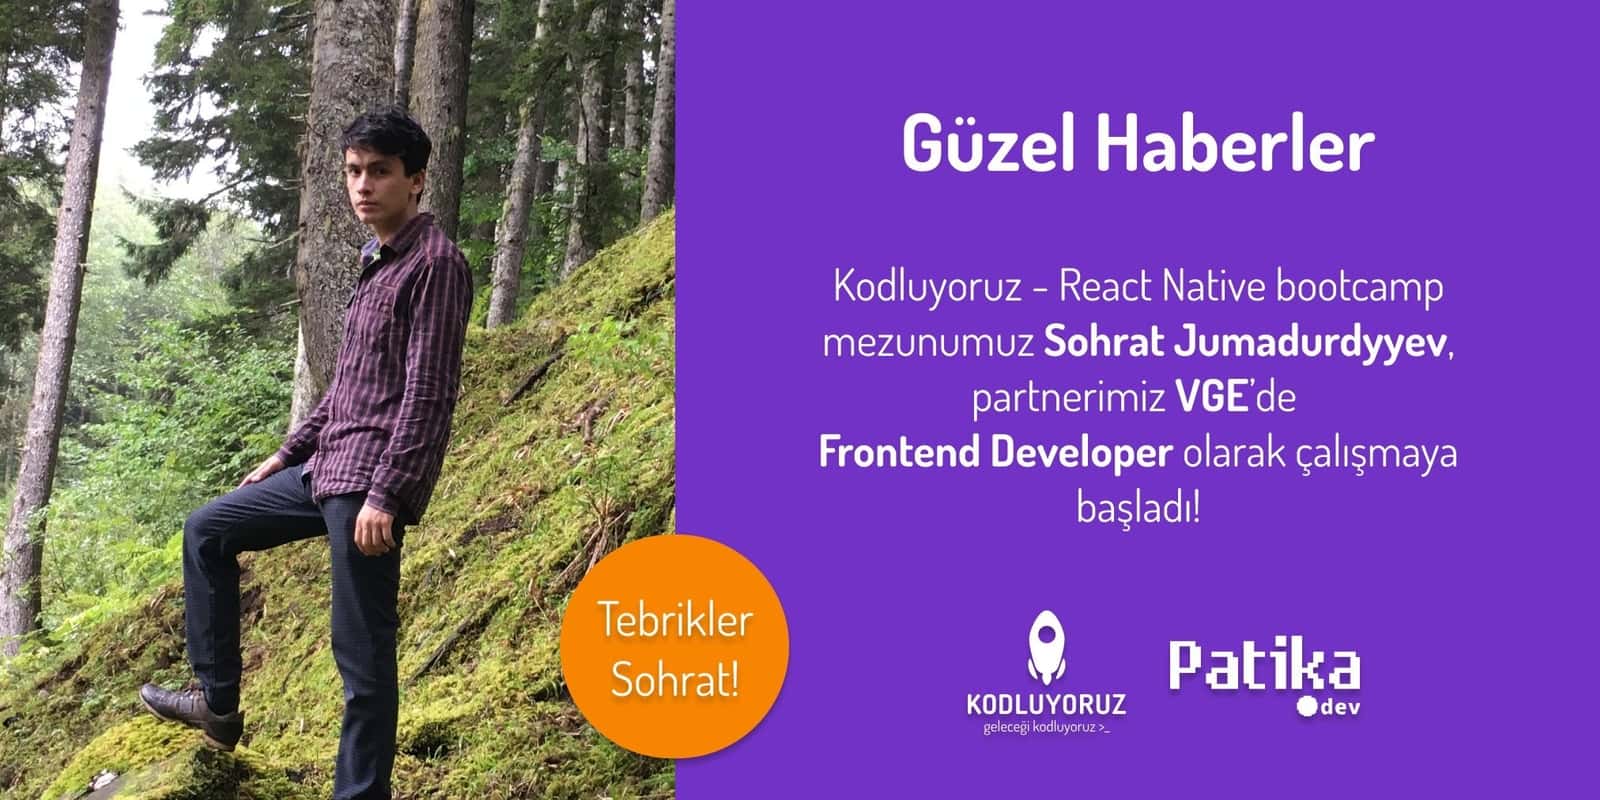 Güzel Haberler
Kodluyoruz - React Native bootcamp
mezunumuz Sohrat Jumadurdyyev,
partnerimiz VGE'de
Frontend Developer olarak çalışmaya
başladı!
Tebrikler
Sohrat!
KODLUYORUZ
geleceği kodluyoruz >_
Patika
.dev